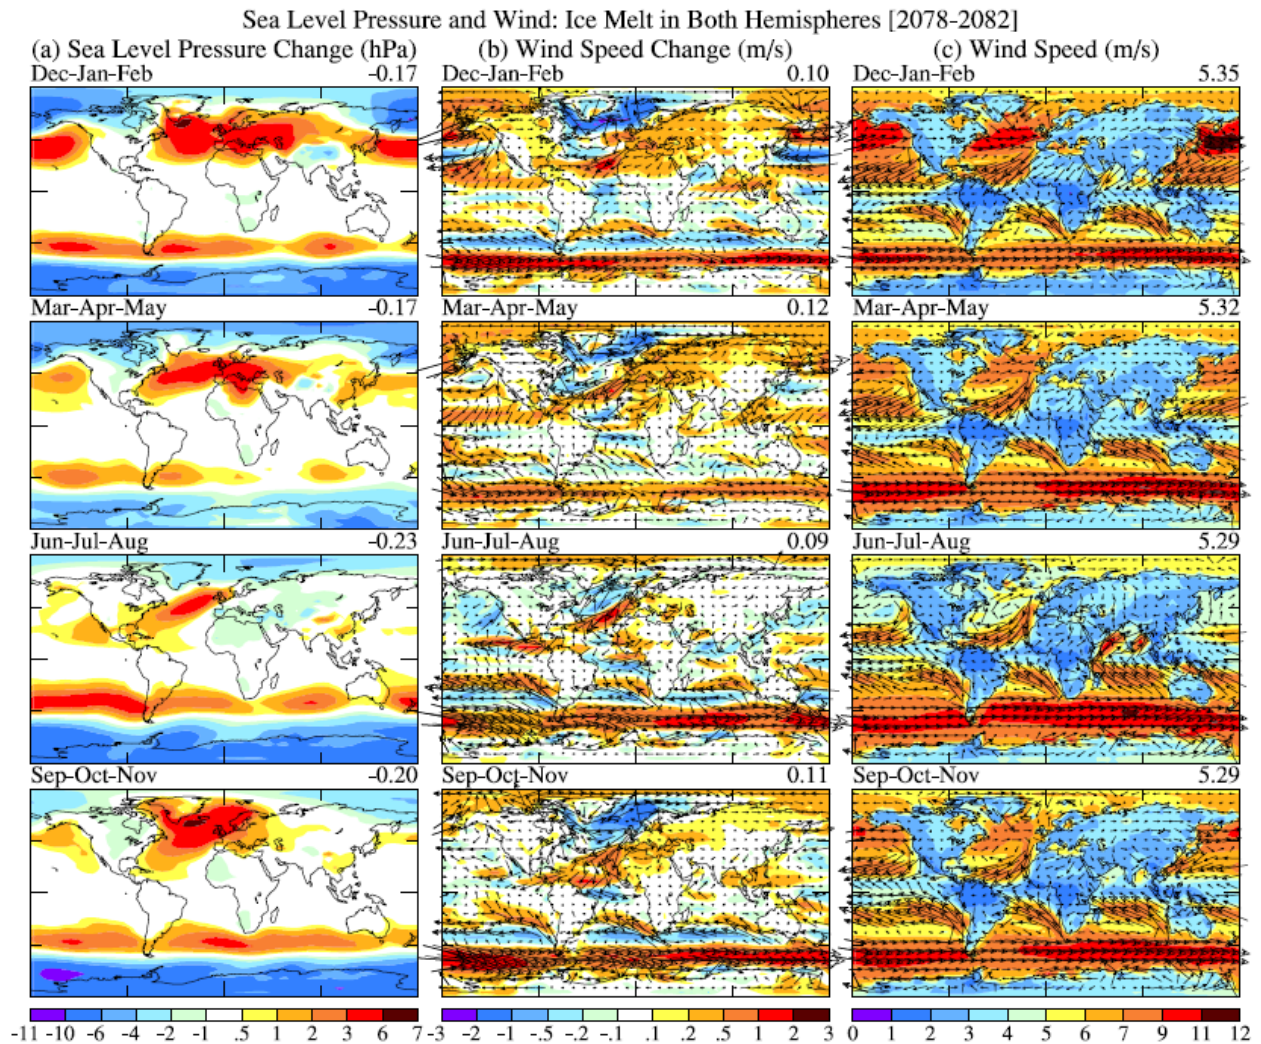 Sea Level Pressure and Wind: Ice Melt in Both Hemispheres [2078-2082]
(a) Sea Level Pressure Change (hPa) (b) Wind Speed Change (m/s) (c) Wind Speed (m/s)
Dec-Jan-Feb -0.17 Dec-Jan-Feb 0.10 Dec-Jan-Feb 5.35
Mar-Apr-May -0.17 Mar-Apr-May 0.12 Mar-Apr-May 5.32
Jun-Jul-Aug -0.23 Jun-Jul-Aug 0.09 Jun-Jul-Aug 5.29
Sep-Oct-Nov -0.20 Sep-Oct-Nov 0.11 Sep-Oct-Nov 5.29
-11 -10 -6 -4 -2 -1 .5 1 2 3 6 7 -3 -2 -1 -.5 -.2 -.1 .1 .2 .5 1 2 3 0 1 2 3 4 5 6 7 9 11 12